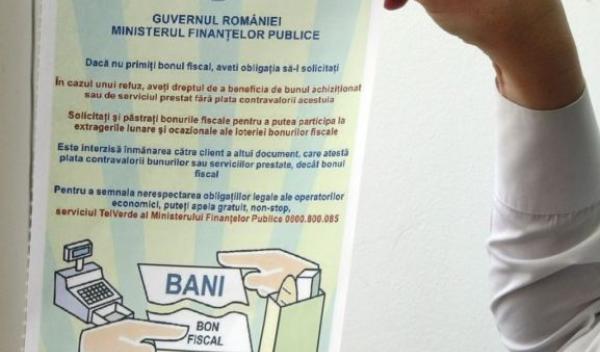 GUVERNUL ROMÂNIEI
MINISTERUL FINANȚELOR PUBLICE
Dacă nu primiți bonul fiscal, aveti obligația să-l solicitați
În cazul unui refuz, aveți dreptul de a beneficia de bunul achiziționat
sau de serviciul prestat fără plata contravalorii acestuia
Solicitați și păstrați bonurile fiscale pentru a putea participa la
extragerile lunare și ocazionale ale loteriei bonurilor fiscale
Este interzisă înmânarea către client a altui document, care atestă
plata contravalorii bunurilor sau serviciilor prestate, decât bonul
fiscal
Pentru a semnala nerespectarea obligațiilor legale ale operatorilor
economici, puteți apela gratuit, non-stop,
serviciul TelVerde al Ministerului Finanțelor Publice 0800.800.085
BANI
BON
FISCAL